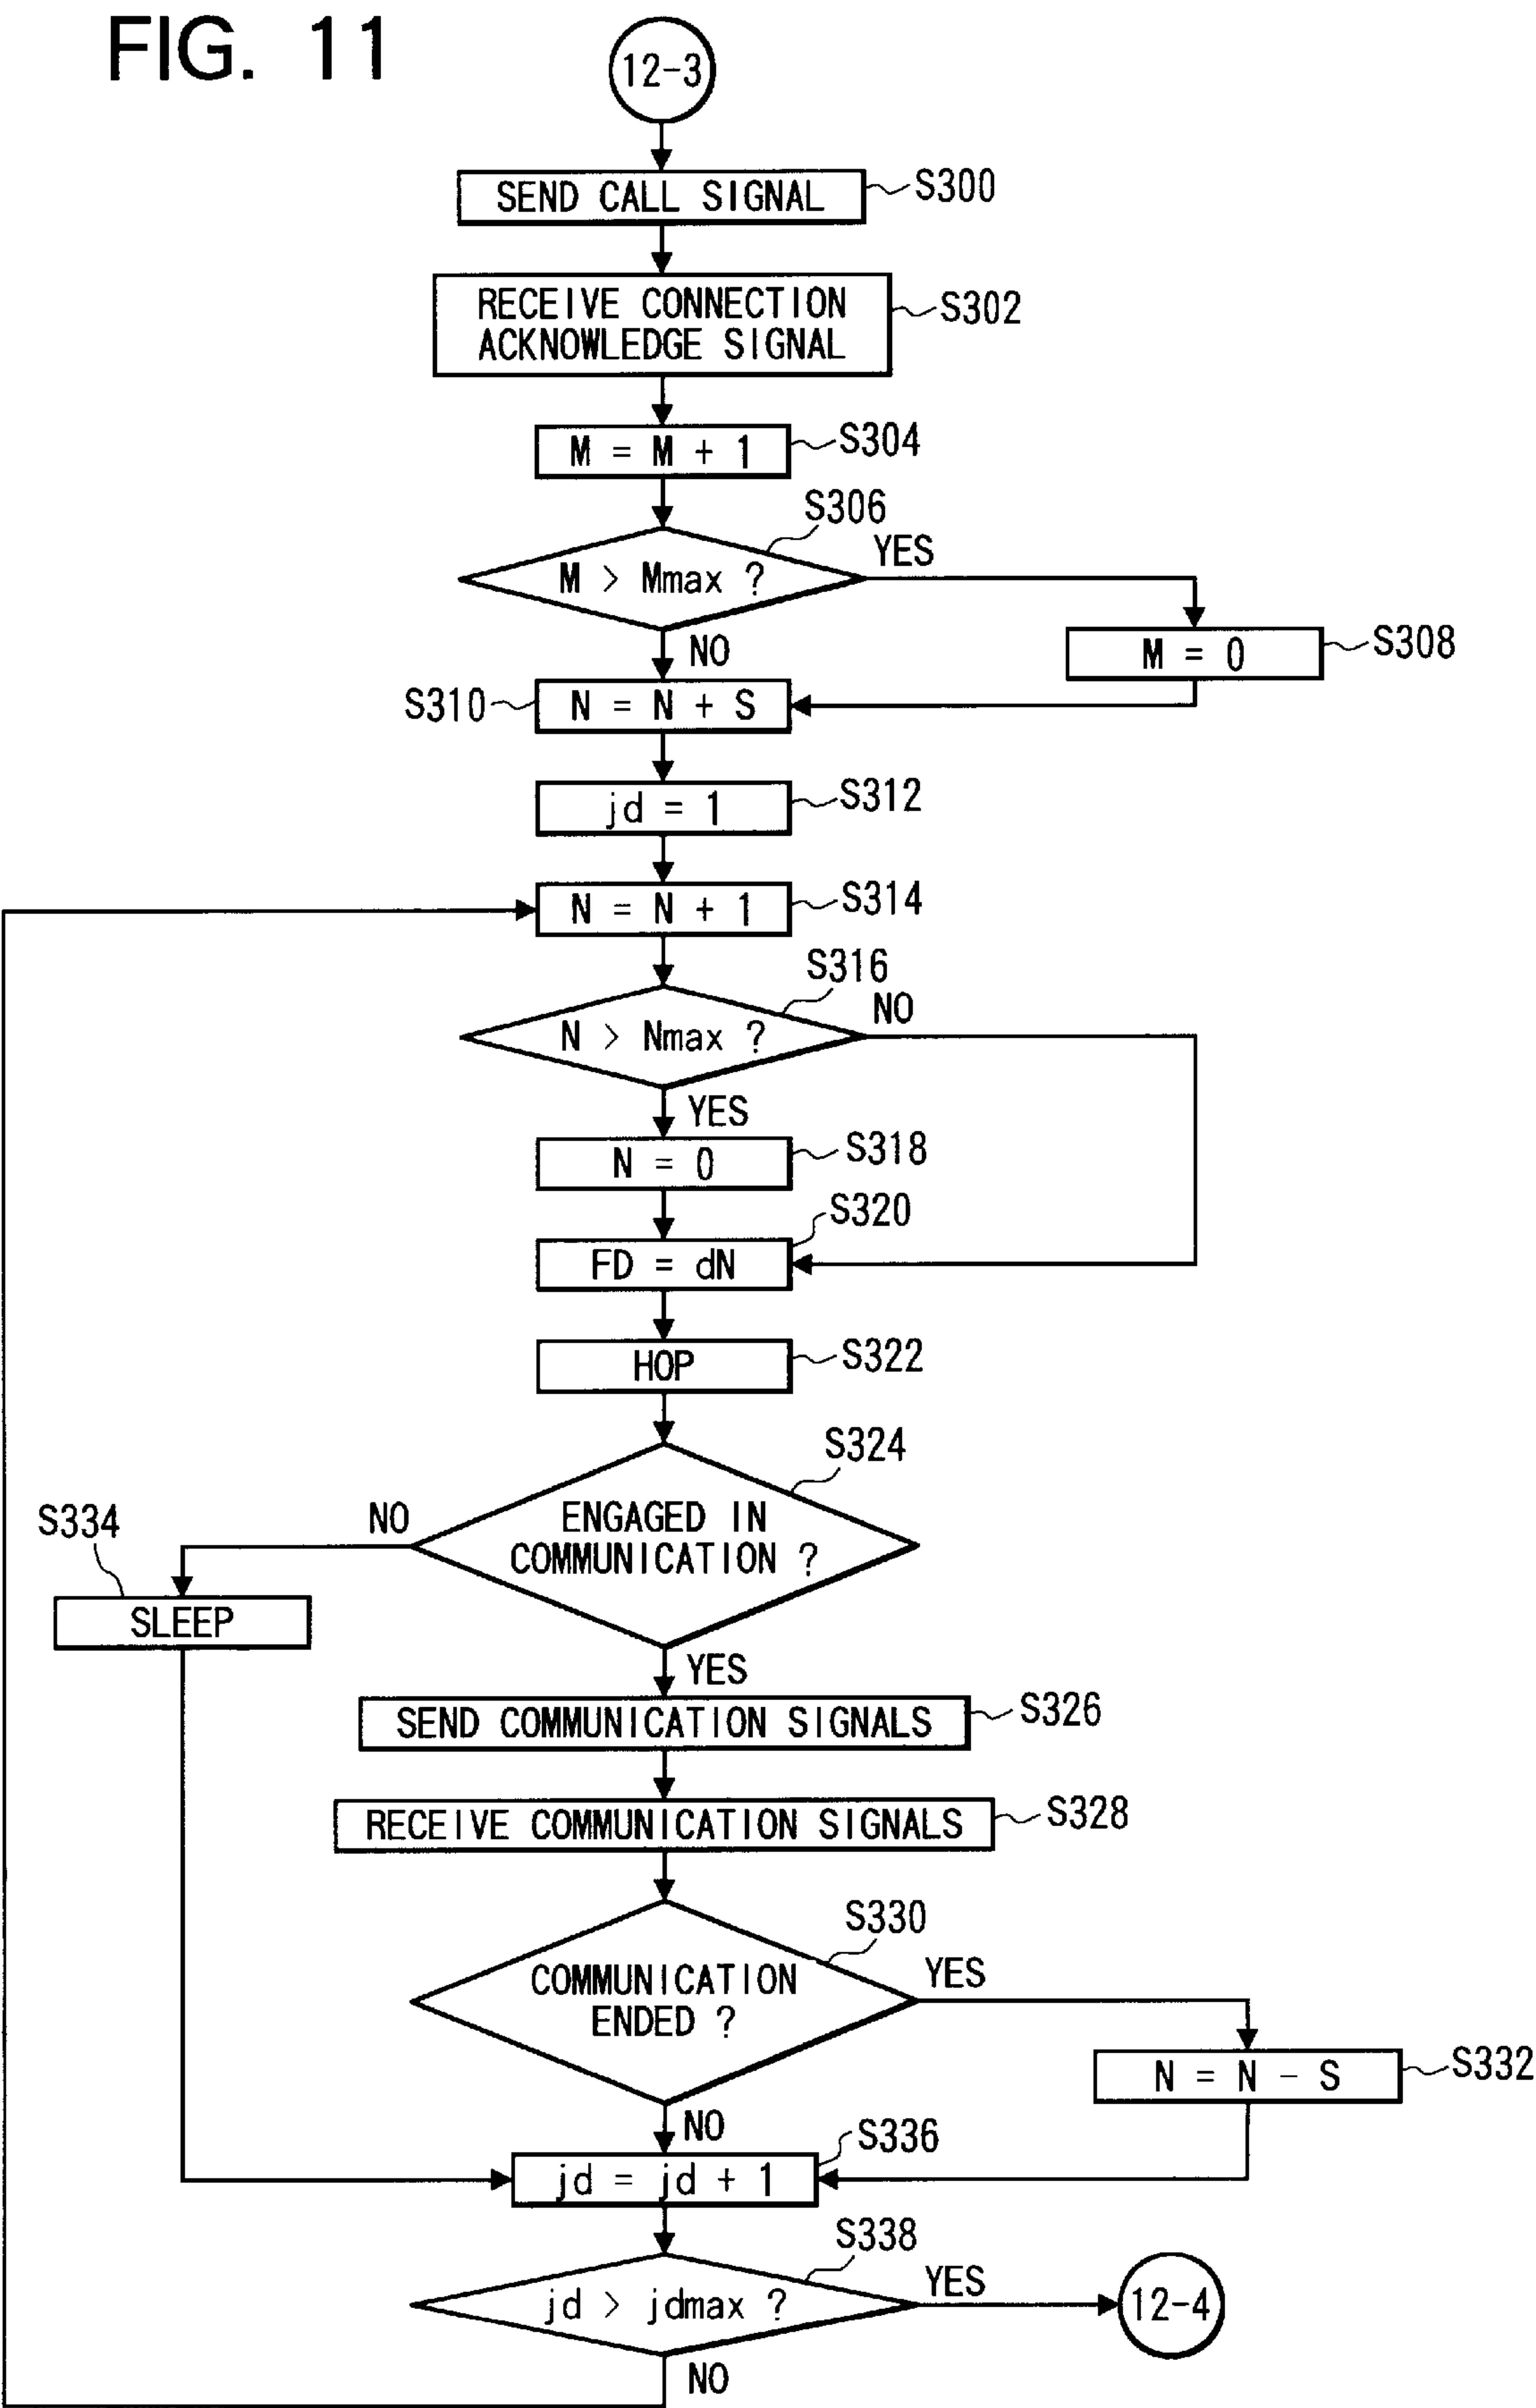 FIG. 11
12-3
SEND CALL SIGNAL
S300
RECEIVE CONNECTION
ACKNOWLEDGE SIGNAL
S302
M = M + 1
S304
S306
M > Mmax ?
YES
NO
M = 0
S308
S310
N = N + S
jd = 1
S312
N = N + 1
S314
S316
N > Nmax ?
NO
YES
N = 0
S318
S320
FD = dN
HOP
S322
S324
ENGAGED IN
COMMUNICATION ?
NO
S334
SLEEP
YES
SEND COMMUNICATION SIGNALS
S326
RECEIVE COMMUNICATION SIGNALS
S328
S330
COMMUNICATION
ENDED ?
YES
N = N - S
S332
NO
S336
jd = jd + 1
S338
jd > jdmax ?
YES
12-4
NO